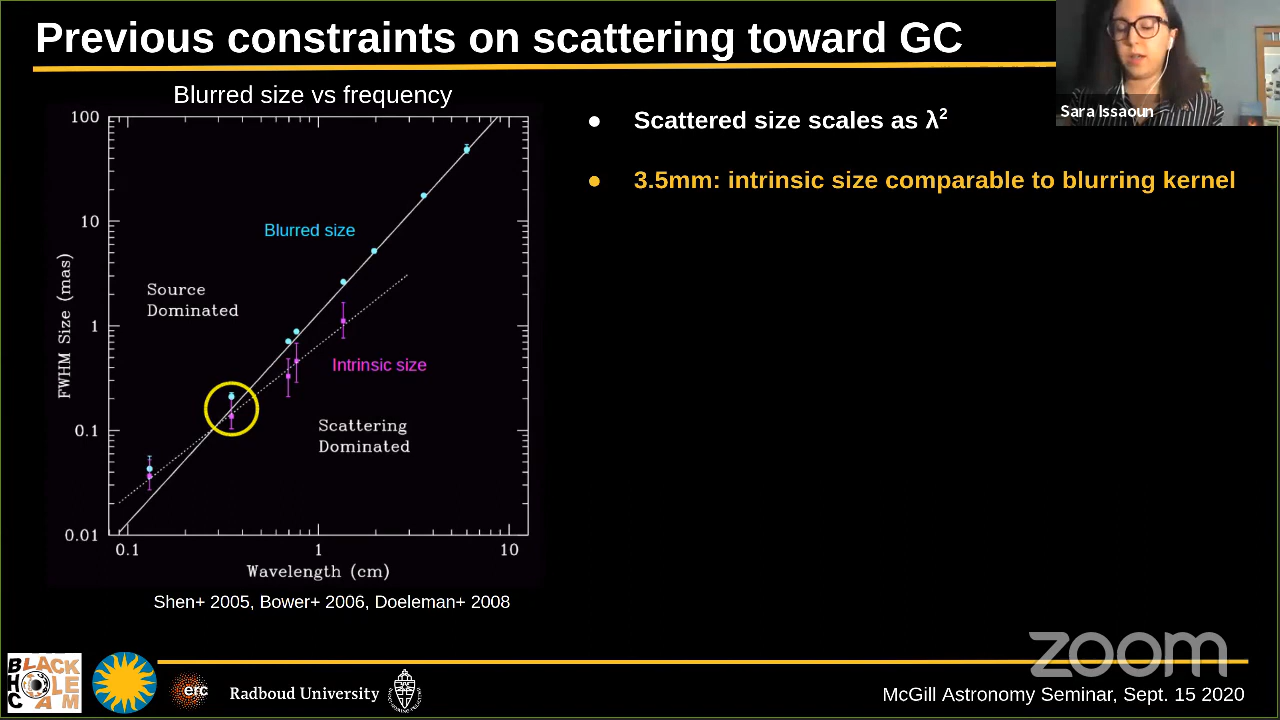 Previous constraints on scattering toward GC
Sara Issaoun
Blurred size vs frequency
100
10
1
0.1
0.01
FWHM Size (mas)
Blurred size
Source
Dominated
Intrinsic size
Scattering
Dominated
0.1
1
10
Wavelength (cm)
Shen+ 2005, Bower+ 2006, Doeleman+ 2008
● Scattered size scales as λ²
● 3.5mm: intrinsic size comparable to blurring kernel
BLACK
HOLE
CAM
erc
Radboud University
zoom
McGill Astronomy Seminar, Sept. 15 2020